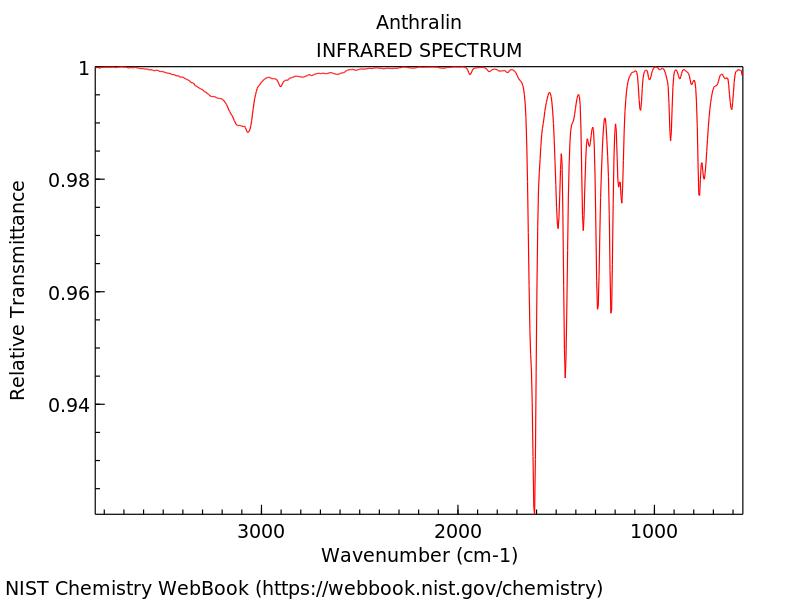 Anthralin
INFRARED SPECTRUM
1
0.98
0.96
0.94
Relative Transmittance
3000 2000 1000
Wavenumber (cm-1)
NIST Chemistry WebBook (https://webbook.nist.gov/chemistry)